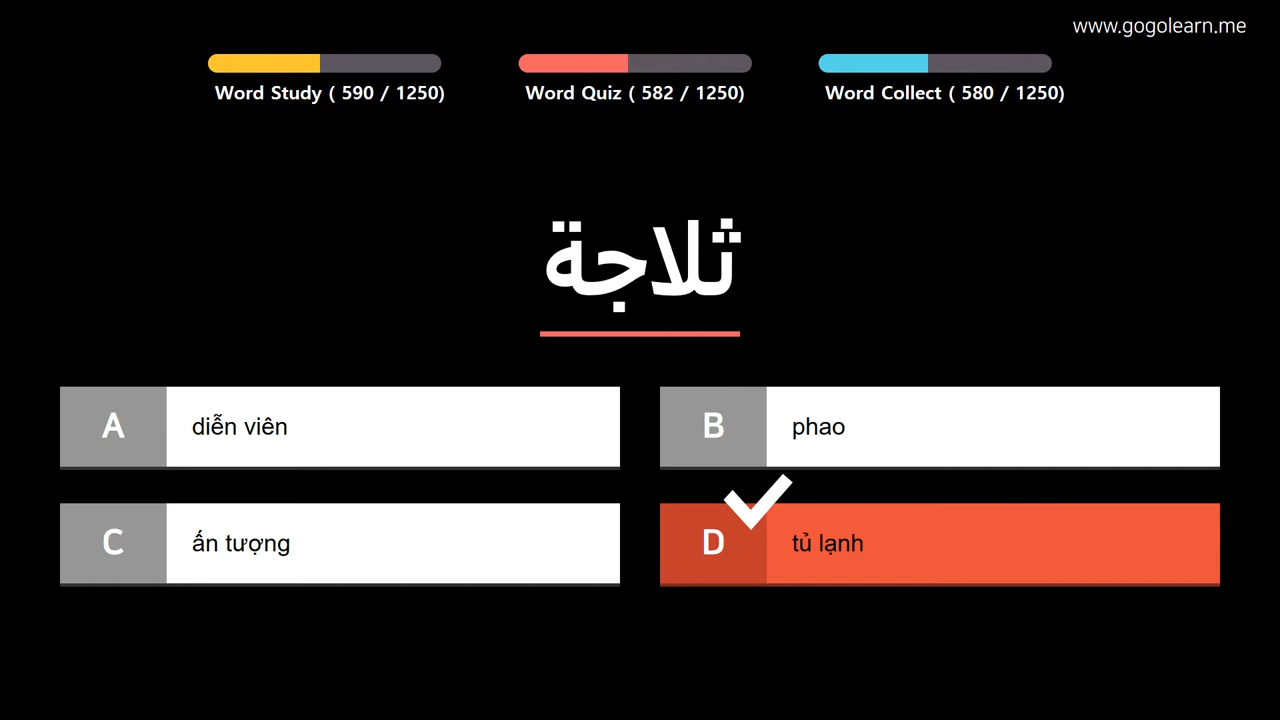 www.gogolearn.me
Word Study ( 590 / 1250)
Word Quiz ( 582 / 1250)
Word Collect ( 580 / 1250)
ثلاجة
A
diễn viên
B
phao
C
ấn tượng
D
tủ lạnh